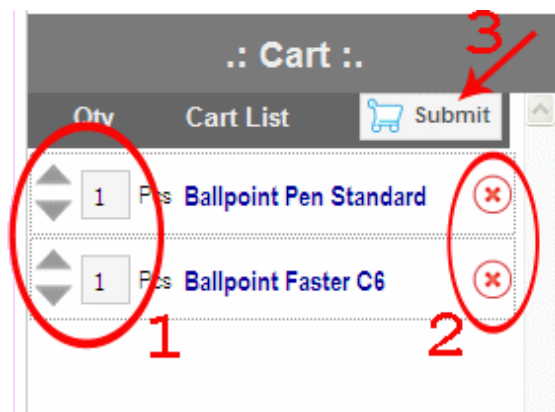 3
.: Cart :.
Qty Cart List Submit
1 Pcs Ballpoint Pen Standard
1 Pcs Ballpoint Faster C6
1 2